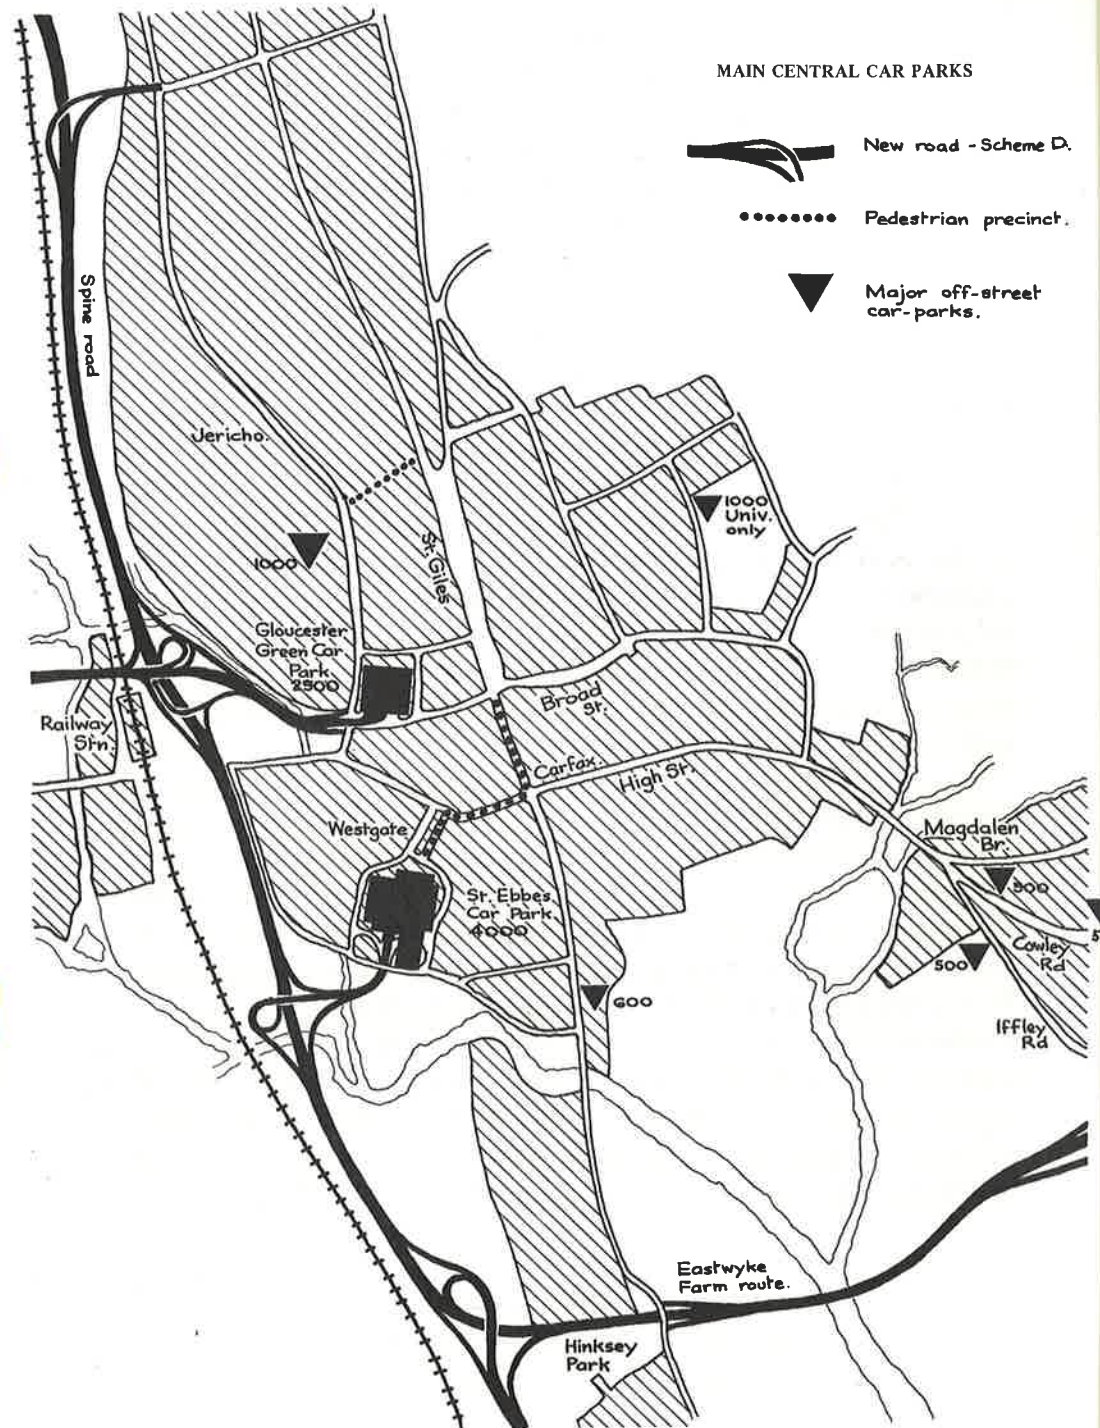 MAIN CENTRAL CAR PARKS
New road - Scheme D.
Pedestrian precinct.
Major off-street
car-parks.
Spine road
Jericho.
1000
Univ.
only
St. Giles
1000
Gloucester
Green Car
Park
2500
Broad
St.
Railway
Stn.
Carfax.
High St.
Westgate
Magdalen
Br.
St. Ebbes
Car Park
4000
Cowley
Rd
500
600
Iffley
Rd
Eastwyke
Farm route.
Hinksey
Park